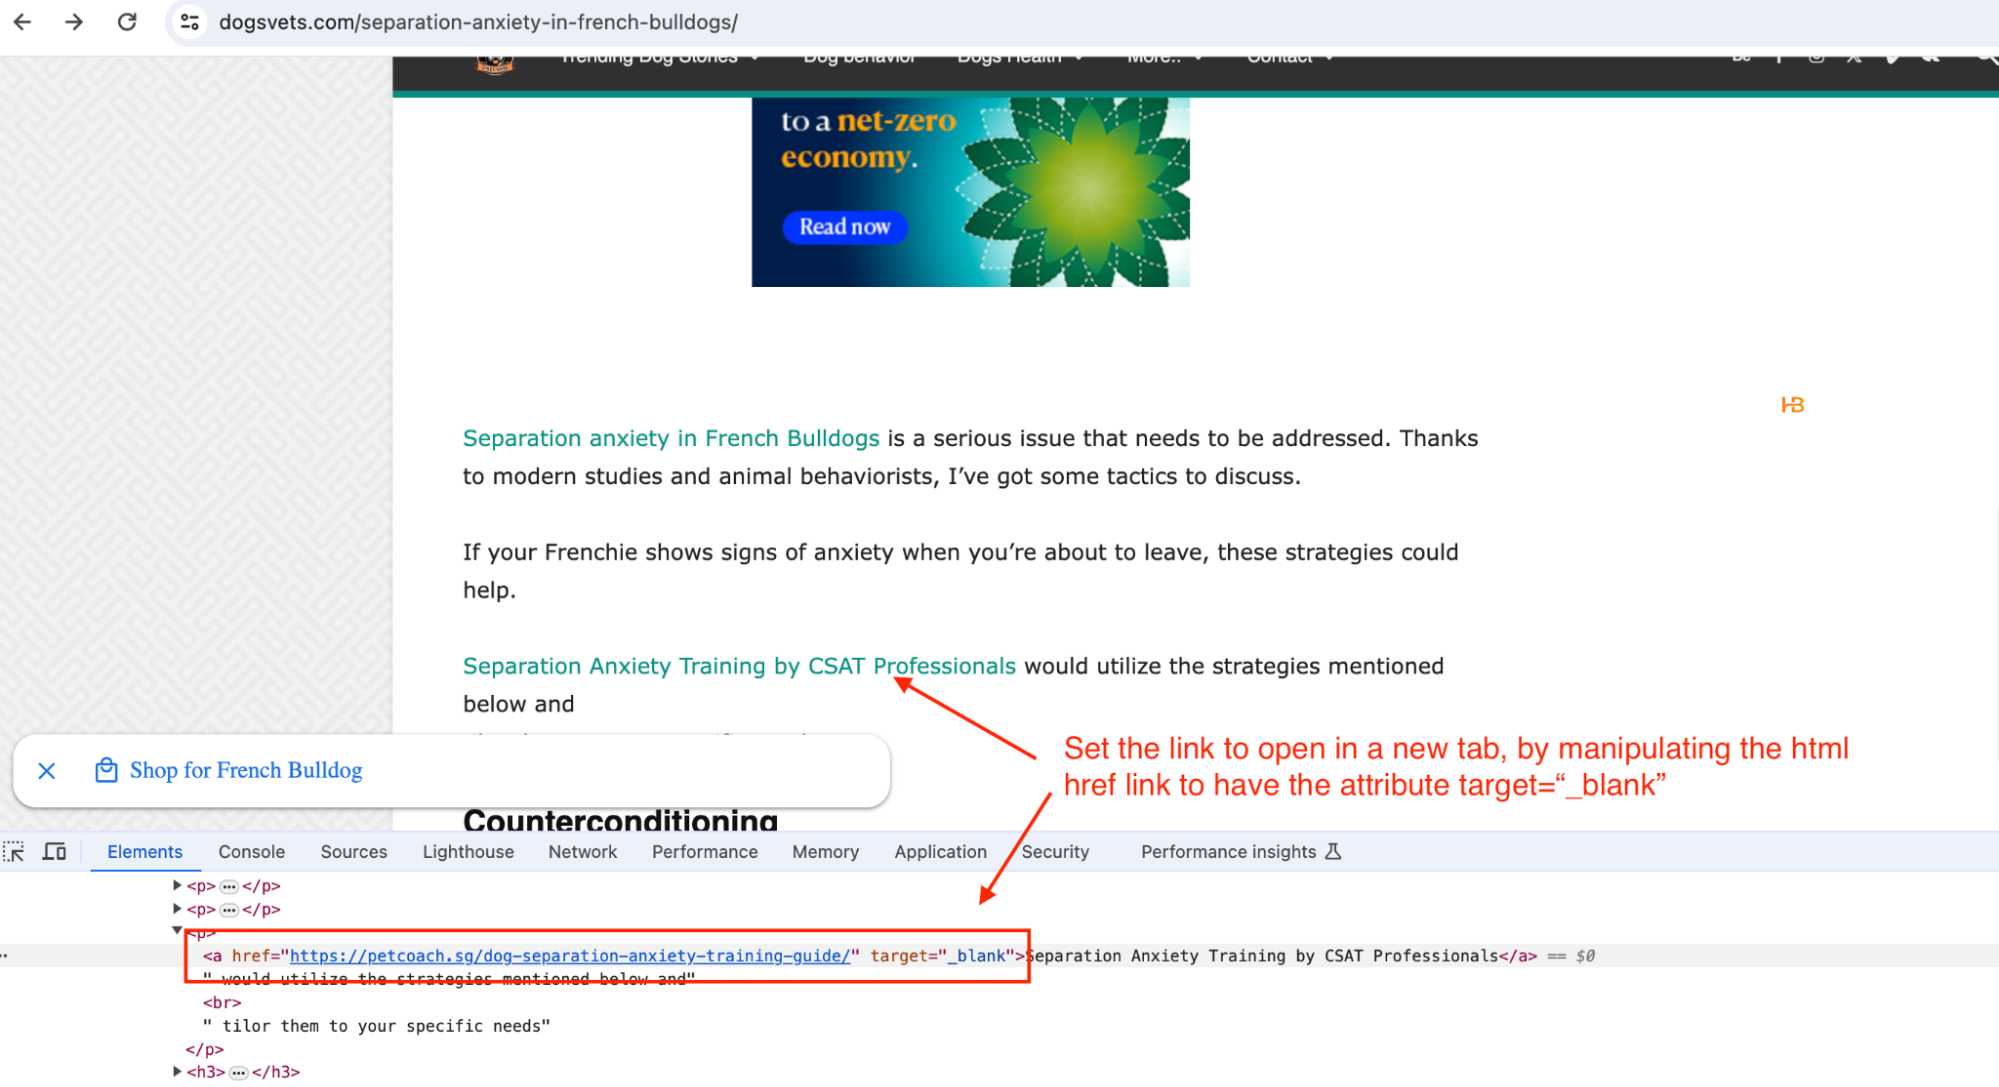 dogsvets.com/separation-anxiety-in-french-bulldogs/
Trending Dog Stories Dog behavior Dogs Health More.. Contact
to a net-zero
economy.
Read now
HB
Separation anxiety in French Bulldogs is a serious issue that needs to be addressed. Thanks
to modern studies and animal behaviorists, I’ve got some tactics to discuss.
If your Frenchie shows signs of anxiety when you’re about to leave, these strategies could
help.
Separation Anxiety Training by CSAT Professionals would utilize the strategies mentioned
below and
Set the link to open in a new tab, by manipulating the html
href link to have the attribute target=“_blank”
Shop for French Bulldog
Counterconditioning
Elements Console Sources Lighthouse Network Performance Memory Application Security Performance insights
<p>…</p>
<p>…</p>
<p>
<a href="https://petcoach.sg/dog-separation-anxiety-training-guide/" target="_blank">Separation Anxiety Training by CSAT Professionals</a> == $0
" would utilize the strategies mentioned below and"
<br>
" tilor them to your specific needs"
</p>
<h3>…</h3>